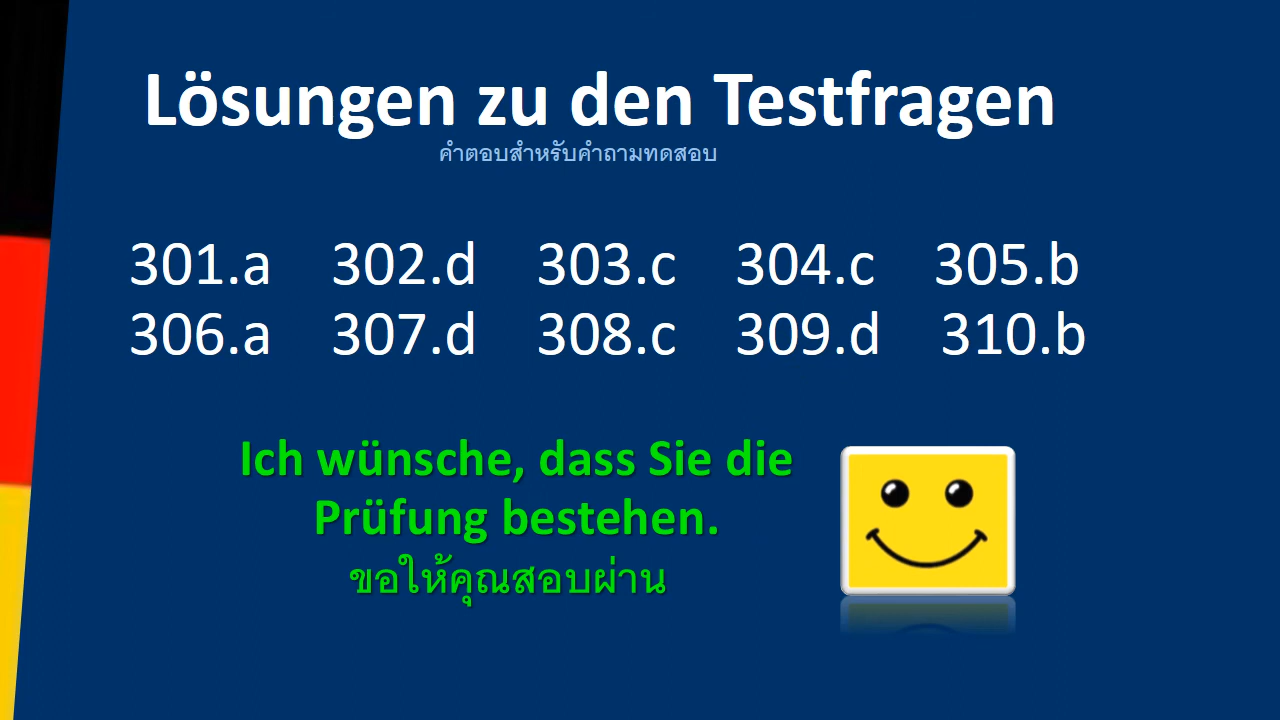 Lösungen zu den Testfragen
คำตอบสำหรับคำถามทดสอบ
301.a 302.d 303.c 304.c 305.b
306.a 307.d 308.c 309.d 310.b
Ich wünsche, dass Sie die
Prüfung bestehen.
ขอให้คุณสอบผ่าน